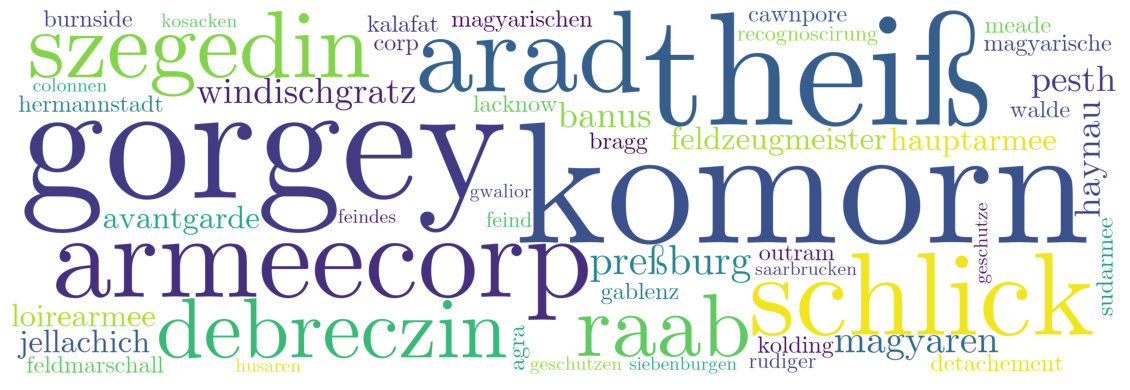 burnside kosacken kalafat magyarischen cawnpore meade
szegedin corp arad theiß recognoscirung magyarische
colonnen windischgratz lacknow pesth
hermannstadt banus walde
bragg feldzeugmeister hauptarmee haynau
gorgey komorn
gwalior
avantgarde feindes feind geschutze
armeecorp preßburg outram sudarmee
saarbrucken
gablenz schlick
loirearmee debreczin raab
jellachich agra kolding magyaren
feldmarschall husaren geschutzen siebenburgen rudiger detachement